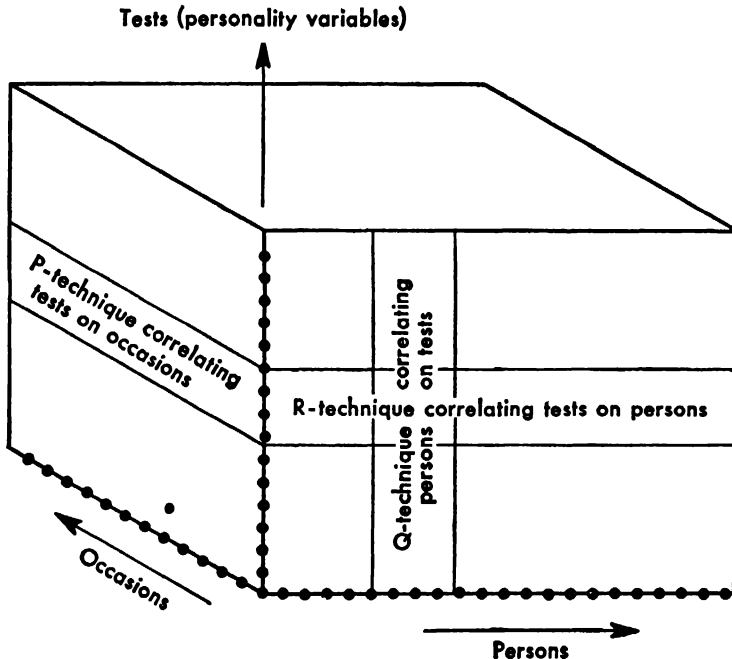 Tests (personality variables)
P-technique correlating
tests on occasions
Q-technique correlating
persons on tests
R-technique correlating tests on persons
Occasions
Persons